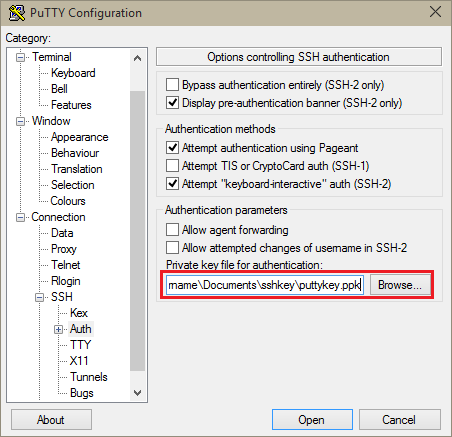 PuTTY Configuration
Category:
Terminal
Keyboard
Bell
Features
Window
Appearance
Behaviour
Translation
Selection
Colours
Connection
Data
Proxy
Telnet
Rlogin
SSH
Kex
Auth
TTY
X11
Tunnels
Bugs
Options controlling SSH authentication
Bypass authentication entirely (SSH-2 only)
Display pre-authentication banner (SSH-2 only)
Authentication methods
Attempt authentication using Pageant
Attempt TIS or CryptoCard auth (SSH-1)
Attempt "keyboard-interactive" auth (SSH-2)
Authentication parameters
Allow agent forwarding
Allow attempted changes of username in SSH-2
Private key file for authentication:
rname\Documents\sshkey\puttykey.ppk
Browse...
About
Open
Cancel